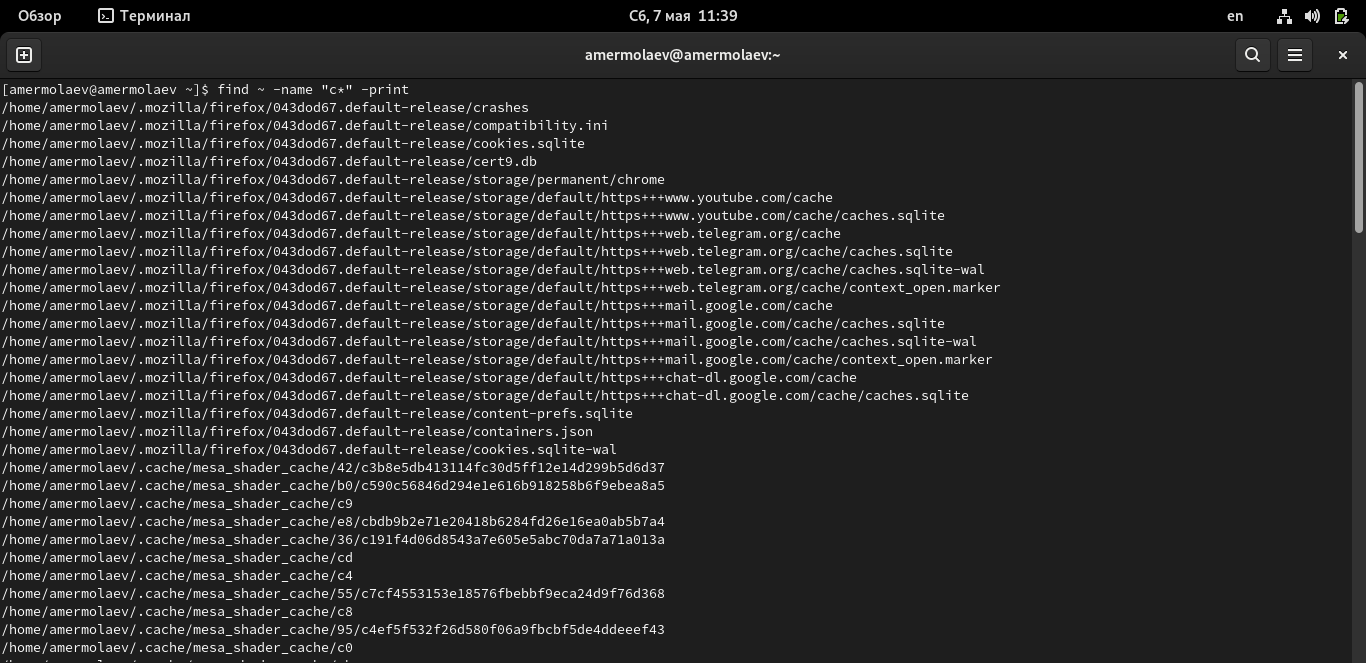 Обзор Терминал Сб, 7 мая 11:39 en
amermolaev@amermolaev:~
[amermolaev@amermolaev ~]$ find ~ -name "c*" -print
/home/amermolaev/.mozilla/firefox/043dod67.default-release/crashes
/home/amermolaev/.mozilla/firefox/043dod67.default-release/compatibility.ini
/home/amermolaev/.mozilla/firefox/043dod67.default-release/cookies.sqlite
/home/amermolaev/.mozilla/firefox/043dod67.default-release/cert9.db
/home/amermolaev/.mozilla/firefox/043dod67.default-release/storage/permanent/chrome
/home/amermolaev/.mozilla/firefox/043dod67.default-release/storage/default/https+++www.youtube.com/cache
/home/amermolaev/.mozilla/firefox/043dod67.default-release/storage/default/https+++www.youtube.com/cache/caches.sqlite
/home/amermolaev/.mozilla/firefox/043dod67.default-release/storage/default/https+++web.telegram.org/cache
/home/amermolaev/.mozilla/firefox/043dod67.default-release/storage/default/https+++web.telegram.org/cache/caches.sqlite
/home/amermolaev/.mozilla/firefox/043dod67.default-release/storage/default/https+++web.telegram.org/cache/caches.sqlite-wal
/home/amermolaev/.mozilla/firefox/043dod67.default-release/storage/default/https+++web.telegram.org/cache/context_open.marker
/home/amermolaev/.mozilla/firefox/043dod67.default-release/storage/default/https+++mail.google.com/cache
/home/amermolaev/.mozilla/firefox/043dod67.default-release/storage/default/https+++mail.google.com/cache/caches.sqlite
/home/amermolaev/.mozilla/firefox/043dod67.default-release/storage/default/https+++mail.google.com/cache/caches.sqlite-wal
/home/amermolaev/.mozilla/firefox/043dod67.default-release/storage/default/https+++mail.google.com/cache/context_open.marker
/home/amermolaev/.mozilla/firefox/043dod67.default-release/storage/default/https+++chat-dl.google.com/cache
/home/amermolaev/.mozilla/firefox/043dod67.default-release/storage/default/https+++chat-dl.google.com/cache/caches.sqlite
/home/amermolaev/.mozilla/firefox/043dod67.default-release/content-prefs.sqlite
/home/amermolaev/.mozilla/firefox/043dod67.default-release/containers.json
/home/amermolaev/.mozilla/firefox/043dod67.default-release/cookies.sqlite-wal
/home/amermolaev/.cache/mesa_shader_cache/42/c3b8e5db413114fc30d5ff12e14d299b5d6d37
/home/amermolaev/.cache/mesa_shader_cache/b0/c590c56846d294e1e616b918258b6f9ebea8a5
/home/amermolaev/.cache/mesa_shader_cache/c9
/home/amermolaev/.cache/mesa_shader_cache/e8/cbdb9b2e71e20418b6284fd26e16ea0ab5b7a4
/home/amermolaev/.cache/mesa_shader_cache/36/c191f4d06d8543a7e605e5abc70da7a71a013a
/home/amermolaev/.cache/mesa_shader_cache/cd
/home/amermolaev/.cache/mesa_shader_cache/c4
/home/amermolaev/.cache/mesa_shader_cache/55/c7cf4553153e18576fbebbf9eca24d9f76d368
/home/amermolaev/.cache/mesa_shader_cache/c8
/home/amermolaev/.cache/mesa_shader_cache/95/c4ef5f532f26d580f06a9fbcbf5de4ddeeef43
/home/amermolaev/.cache/mesa_shader_cache/c0